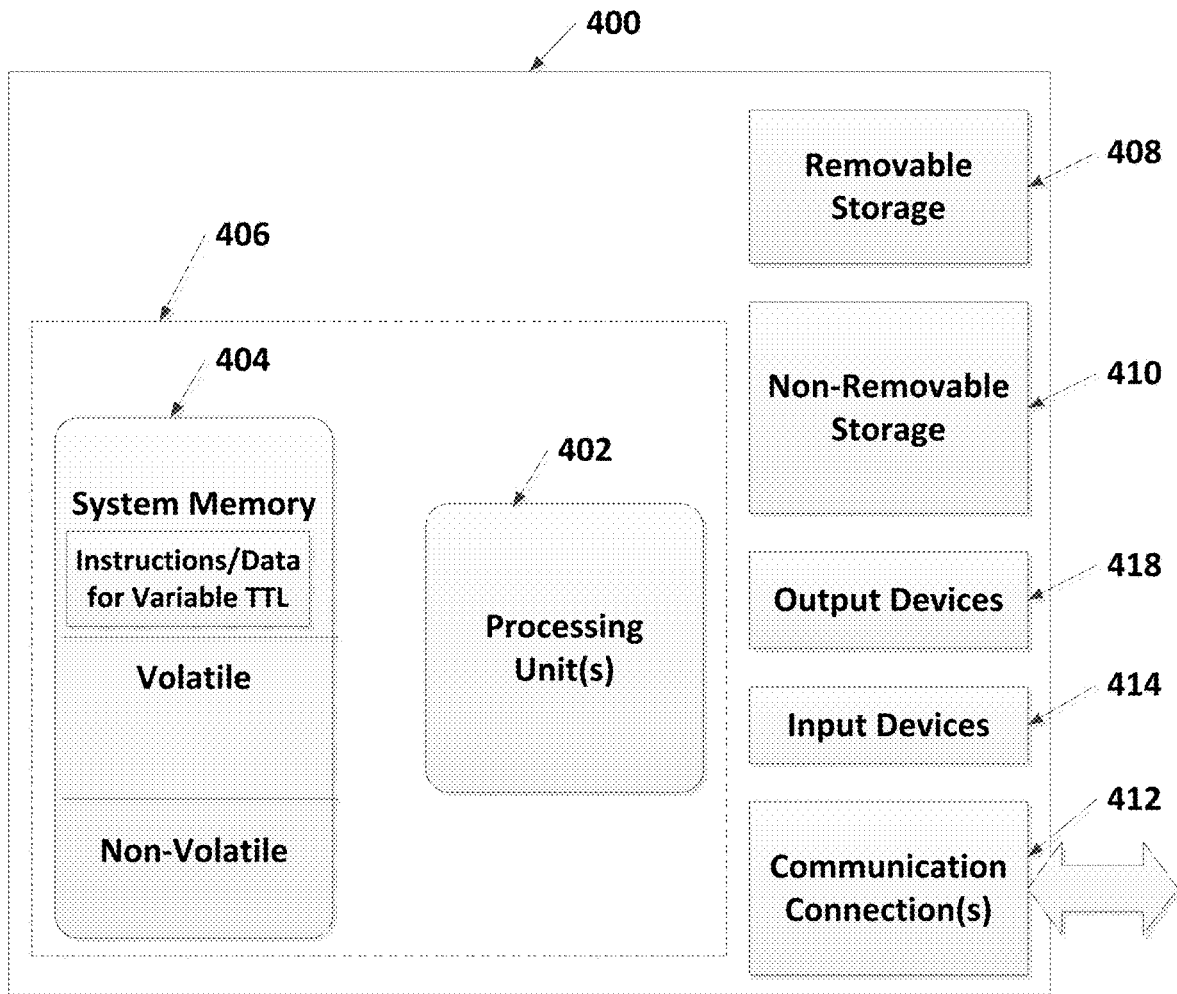 400
Removable
Storage
408
406
404
Non-Removable
Storage
410
402
System Memory
Instructions/Data
for Variable TTL
Processing
Unit(s)
Output Devices
418
Volatile
Input Devices
414
Non-Volatile
Communication
Connection(s)
412